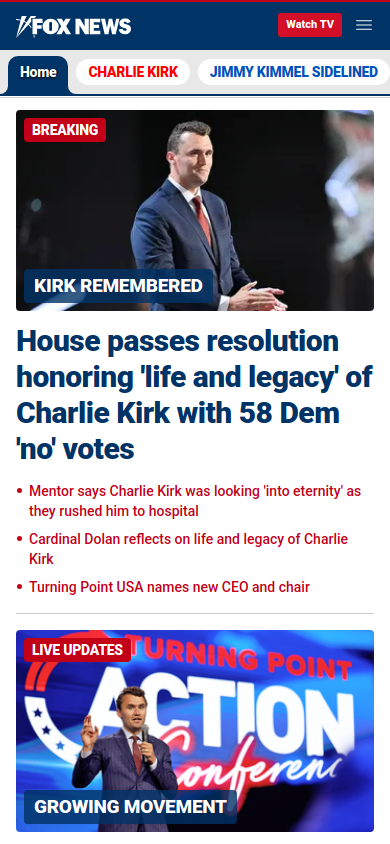 FOX NEWS
Watch TV
Home
CHARLIE KIRK
JIMMY KIMMEL SIDELINED
BREAKING
KIRK REMEMBERED
House passes resolution
honoring 'life and legacy' of
Charlie Kirk with 58 Dem
'no' votes
• Mentor says Charlie Kirk was looking 'into eternity' as
they rushed him to hospital
• Cardinal Dolan reflects on life and legacy of Charlie
Kirk
• Turning Point USA names new CEO and chair
LIVE UPDATES
TURNING POINT
ACTION
Conference
GROWING MOVEMENT